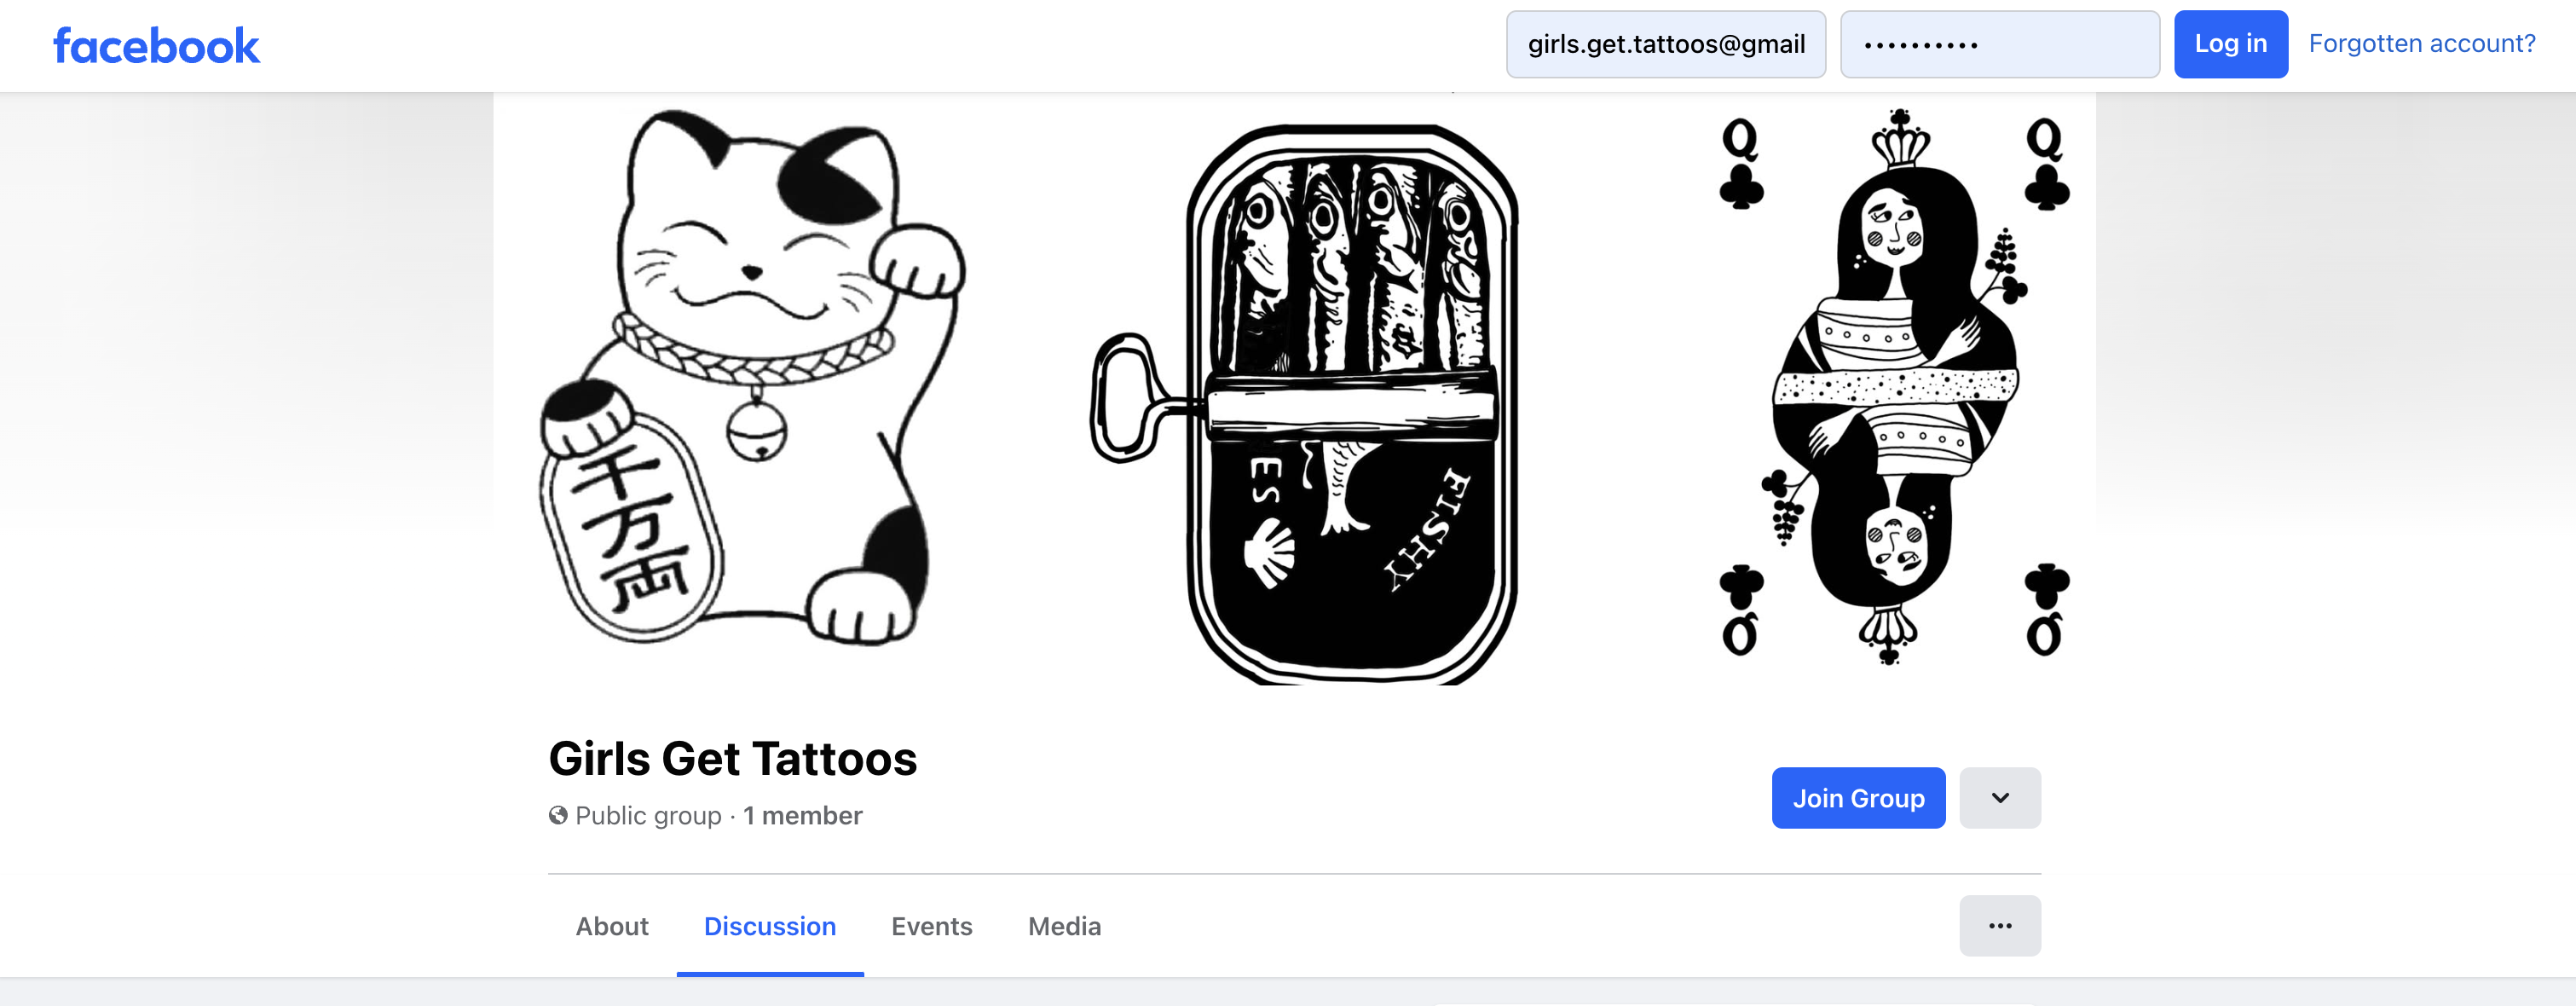 facebook
girls.get.tattoos@gmail
Log in
Forgotten account?
Q
Q
千万両
ES
FISHY
Q
Q
Girls Get Tattoos
Public group · 1 member
Join Group
About
Discussion
Events
Media